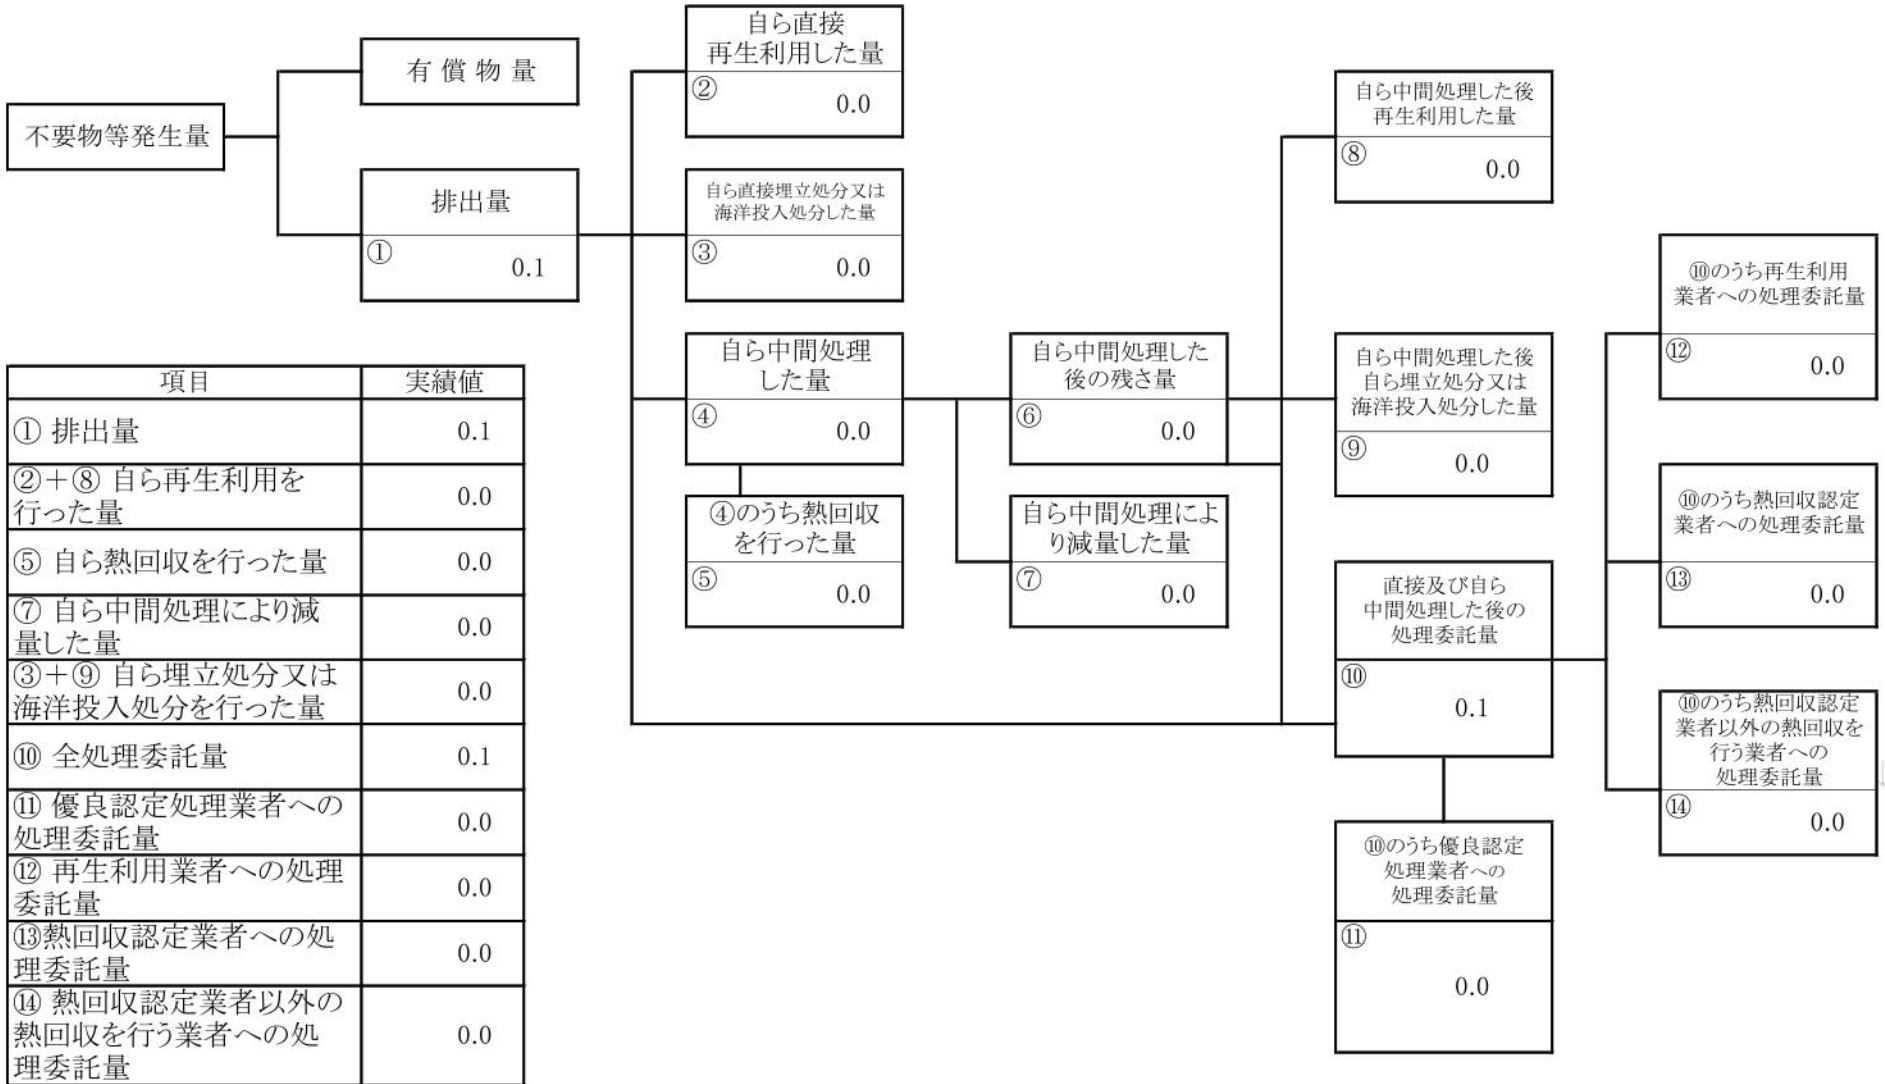 不要物等発生量
有償物量
排出量
①
0.1
自ら直接
再生利用した量
②
0.0
自ら直接埋立処分又は
海洋投入処分した量
③
0.0
自ら中間処理
した量
④
0.0
④のうち熱回収
を行った量
⑤
0.0
自ら中間処理した
後の残さ量
⑥
0.0
自ら中間処理によ
り減量した量
⑦
0.0
自ら中間処理した後
再生利用した量
⑧
0.0
自ら中間処理した後
自ら埋立処分又は
海洋投入処分した量
⑨
0.0
直接及び自ら
中間処理した後の
処理委託量
⑩
0.1
⑩のうち優良認定
処理業者への
処理委託量
⑪
0.0
⑩のうち再生利用
業者への処理委託量
⑫
0.0
⑩のうち熱回収認定
業者への処理委託量
⑬
0.0
⑩のうち熱回収認定
業者以外の熱回収を
行う業者への
処理委託量
⑭
0.0
項目 実績値
① 排出量 0.1
②+⑧ 自ら再生利用を
行った量 0.0
⑤ 自ら熱回収を行った量 0.0
⑦ 自ら中間処理により減
量した量 0.0
③+⑨ 自ら埋立処分又は
海洋投入処分を行った量 0.0
⑩ 全処理委託量 0.1
⑪ 優良認定処理業者への
処理委託量 0.0
⑫ 再生利用業者への処理
委託量 0.0
⑬熱回収認定業者への処
理委託量 0.0
⑭ 熱回収認定業者以外の
熱回収を行う業者への処
理委託量 0.0